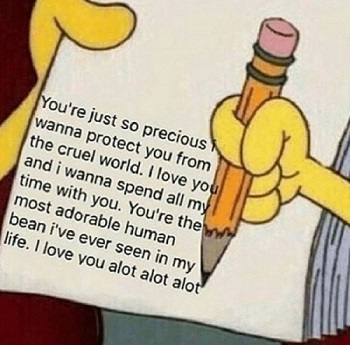 You're just so precious I
wanna protect you from
the cruel world. I love you
and i wanna spend all my
time with you. You're the
most adorable human
bean i've ever seen in my
life. I love you alot alot alot